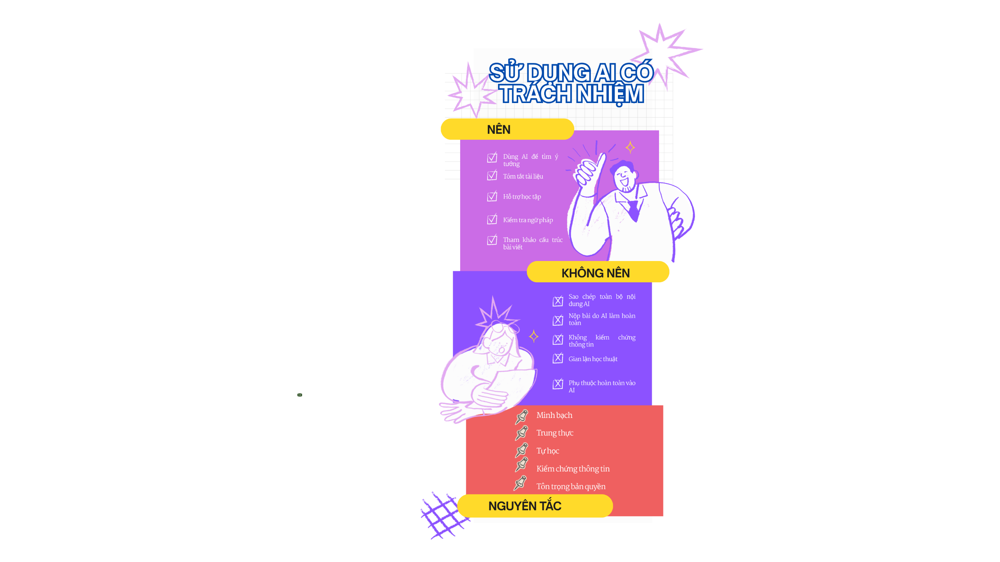 SỬ DỤNG AI CÓ
TRÁCH NHIỆM
NÊN
Dùng AI để tìm ý
tưởng
Tóm tắt tài liệu
Hỗ trợ học tập
Kiểm tra ngữ pháp
Tham khảo cấu trúc
bài viết
KHÔNG NÊN
Sao chép toàn bộ nội
dung AI
Nộp bài do AI làm hoàn
toàn
Không kiểm chứng
thông tin
Gian lận học thuật
Phụ thuộc hoàn toàn vào
AI
Minh bạch
Trung thực
Tự học
Kiểm chứng thông tin
Tôn trọng bản quyền
NGUYÊN TẮC